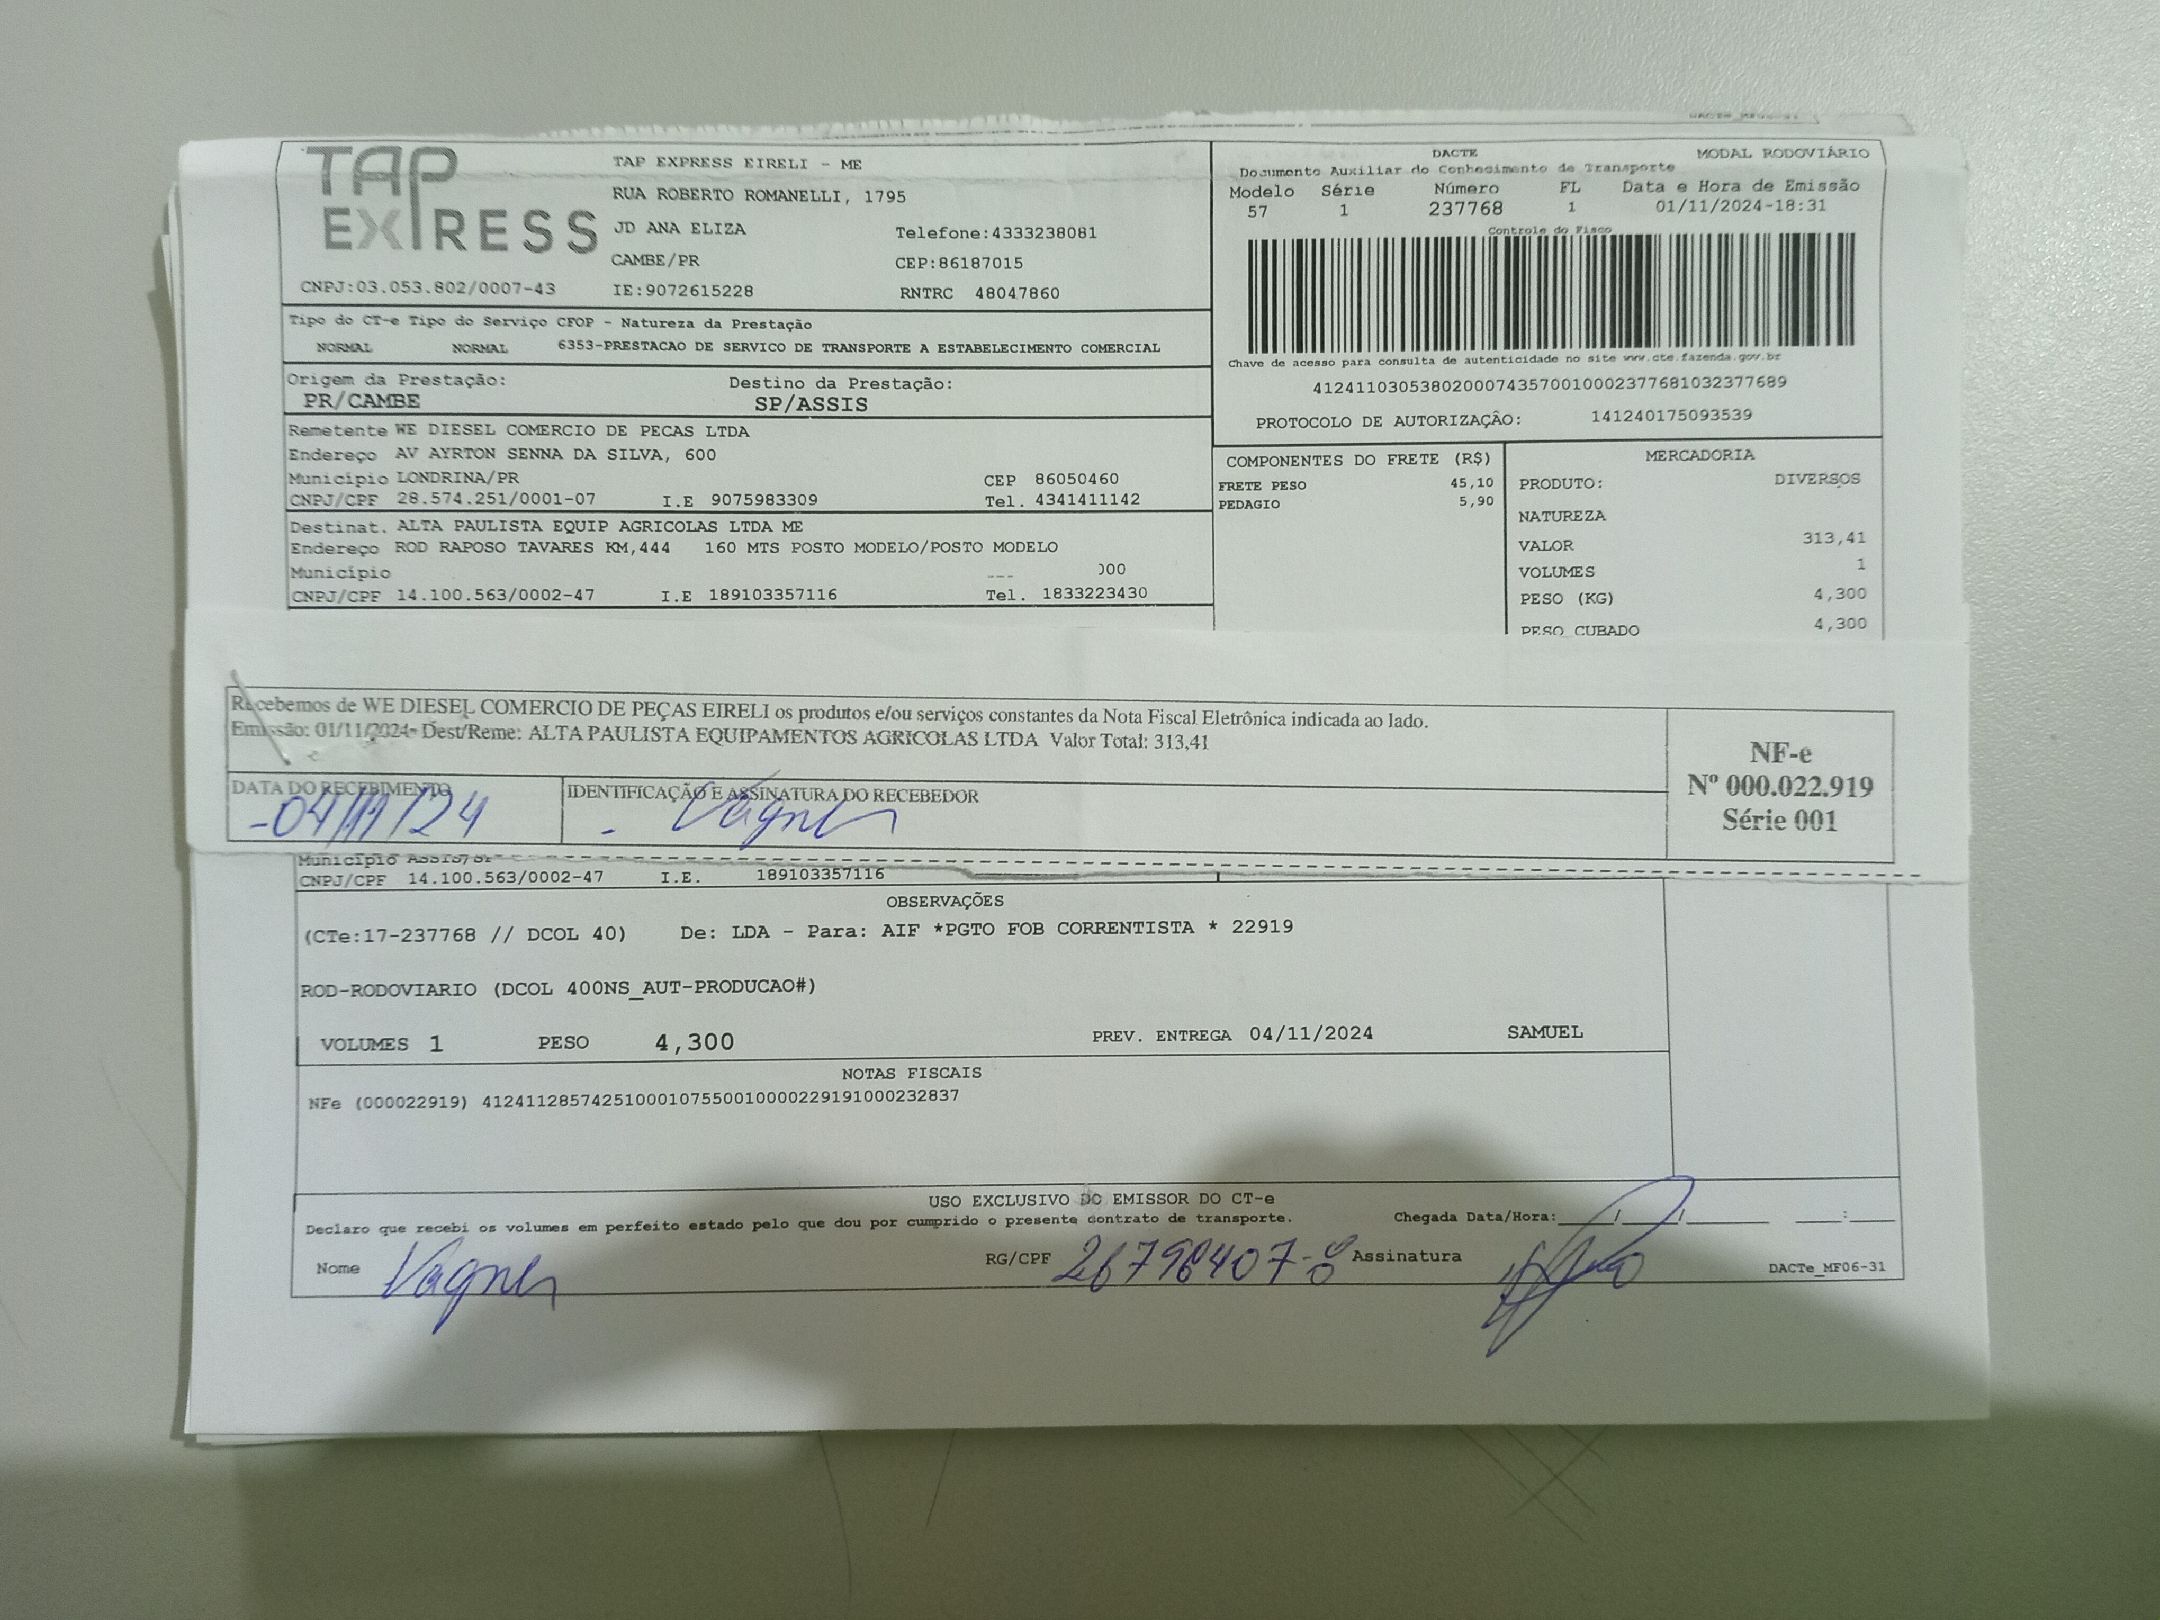 TAP EXPRESS
TAP EXPRESS EIRELI - ME
RUA ROBERTO ROMANELLI, 1795
JD ANA ELIZA Telefone:4333238081
CAMBE/PR CEP:86187015
CNPJ:03.053.802/0007-43 IE:9072615228 RNTRC 48047860
DACTE MODAL RODOVIÁRIO
Documento Auxiliar do Conhecimento de Transporte
Modelo Série Número FL Data e Hora de Emissão
57 1 237768 1 01/11/2024-18:31
Controle do Fisco
Chave de acesso para consulta de autenticidade no site www.cte.fazenda.gov.br
41241103053802000743570010002377681032377689
PROTOCOLO DE AUTORIZAÇÃO: 141240175093539
Tipo do CT-e Tipo do Serviço CFOP - Natureza da Prestação
NORMAL NORMAL 6353-PRESTACAO DE SERVICO DE TRANSPORTE A ESTABELECIMENTO COMERCIAL
Origem da Prestação: Destino da Prestação:
PR/CAMBE SP/ASSIS
Remetente WE DIESEL COMERCIO DE PECAS LTDA
Endereço AV AYRTON SENNA DA SILVA, 600
Município LONDRINA/PR CEP 86050460
CNPJ/CPF 28.574.251/0001-07 I.E 9075983309 Tel. 4341411142
Destinat. ALTA PAULISTA EQUIP AGRICOLAS LTDA ME
Endereço ROD RAPOSO TAVARES KM,444 160 MTS POSTO MODELO/POSTO MODELO
Município
CNPJ/CPF 14.100.563/0002-47 I.E 189103357116 Tel. 1833223430
COMPONENTES DO FRETE (R$)
FRETE PESO 45,10
PEDAGIO 5,90
MERCADORIA
PRODUTO: DIVERSOS
NATUREZA
VALOR 313,41
VOLUMES 1
PESO (KG) 4,300
PESO CUBADO 4,300
Recebemos de WE DIESEL COMERCIO DE PEÇAS EIRELI os produtos e/ou serviços constantes da Nota Fiscal Eletrônica indicada ao lado.
Emissão: 01/11/2024- Dest/Reme: ALTA PAULISTA EQUIPAMENTOS AGRICOLAS LTDA Valor Total: 313,41
DATA DO RECEBIMENTO IDENTIFICAÇÃO E ASSINATURA DO RECEBEDOR
-04/11/24 - Vagner
NF-e
Nº 000.022.919
Série 001
Município
CNPJ/CPF 14.100.563/0002-47 I.E. 189103357116
OBSERVAÇÕES
(CTe:17-237768 // DCOL 40) De: LDA - Para: AIF *PGTO FOB CORRENTISTA * 22919
ROD-RODOVIARIO (DCOL 400NS_AUT-PRODUCAO#)
VOLUMES 1 PESO 4,300 PREV. ENTREGA 04/11/2024 SAMUEL
NOTAS FISCAIS
NFe (000022919) 41241128574251000107550010000229191000232837
USO EXCLUSIVO DO EMISSOR DO CT-e
Declaro que recebi os volumes em perfeito estado pelo que dou por cumprido o presente contrato de transporte. Chegada Data/Hora:____/____/______ ___:___
Nome Vagner RG/CPF 26798407-8 Assinatura
DACTe_MF06-31